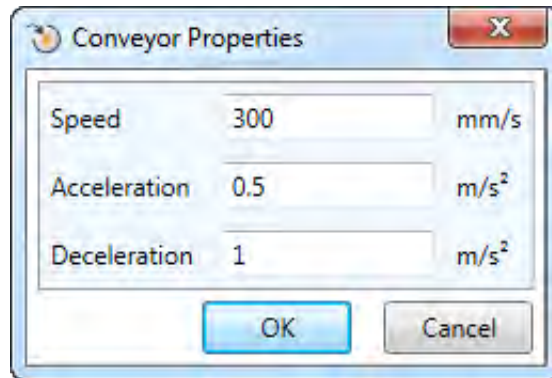 Conveyor Properties
Speed 300 mm/s
Acceleration 0.5 m/s²
Deceleration 1 m/s²
OK Cancel